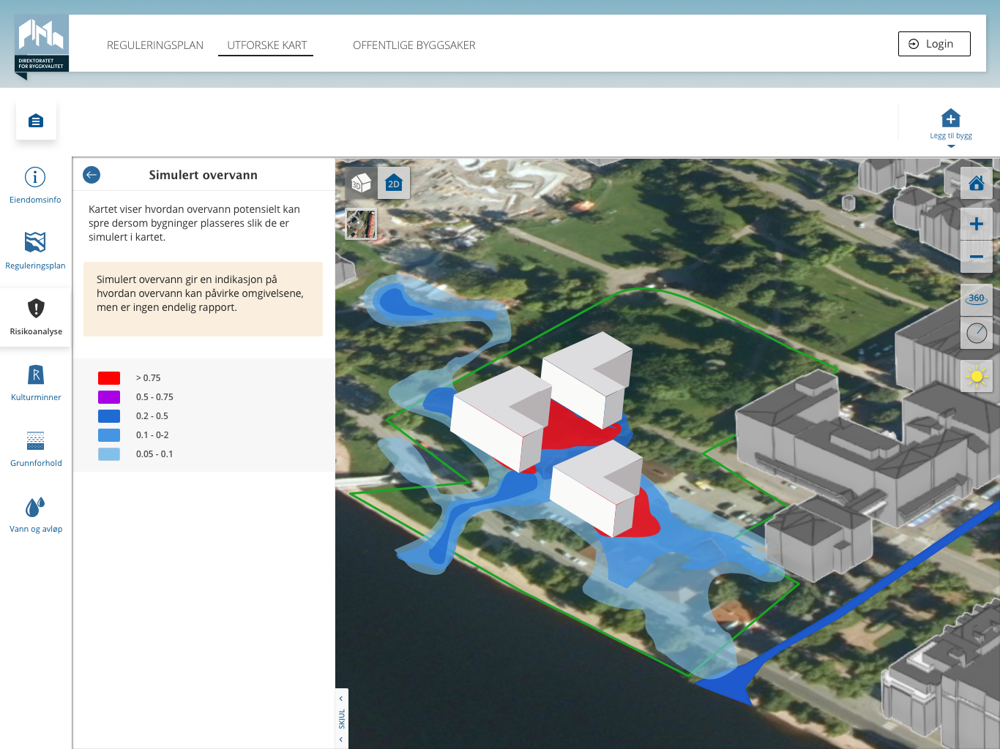 DIREKTORATET
FOR BYGGKVALITET
REGULERINGSPLAN
UTFORSKE KART
OFFENTLIGE BYGGSAKER
Login
Legg til bygg
Eiendomsinfo
Reguleringsplan
Risikoanalyse
Kulturminner
Grunnforhold
Vann og avløp
Simulert overvann
Kartet viser hvordan overvann potensielt kan
spre dersom bygninger plasseres slik de er
simulert i kartet.
Simulert overvann gir en indikasjon på
hvordan overvann kan påvirke omgivelsene,
men er ingen endelig rapport.
> 0.75
0.5 - 0.75
0.2 - 0.5
0.1 - 0-2
0.05 - 0.1
SKJUL
3D
2D
360